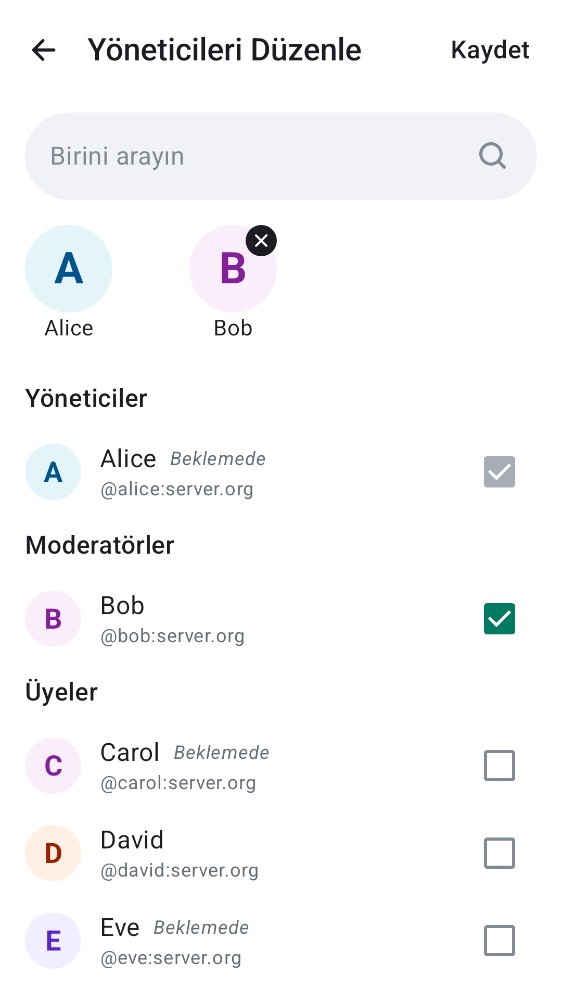 Yöneticileri Düzenle
Kaydet
Birini arayın
A
B
Alice
Bob
Yöneticiler
A
Alice Beklemede
@alice:server.org
Moderatörler
B
Bob
@bob:server.org
Üyeler
C
Carol Beklemede
@carol:server.org
D
David
@david:server.org
E
Eve Beklemede
@eve:server.org